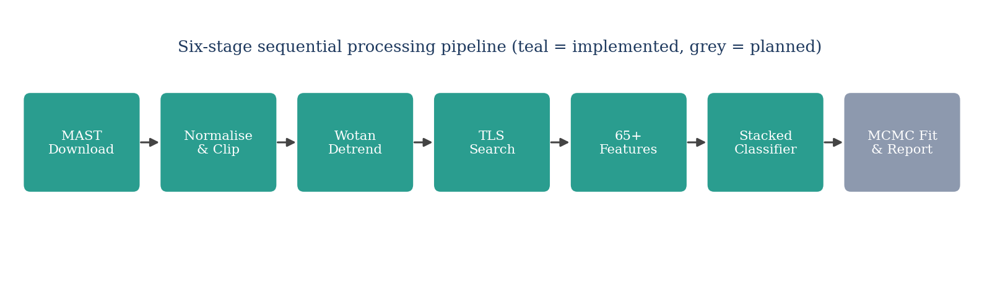 Six-stage sequential processing pipeline (teal = implemented, grey = planned)
MAST
Download
Normalise
& Clip
Wotan
Detrend
TLS
Search
65+
Features
Stacked
Classifier
MCMC Fit
& Report